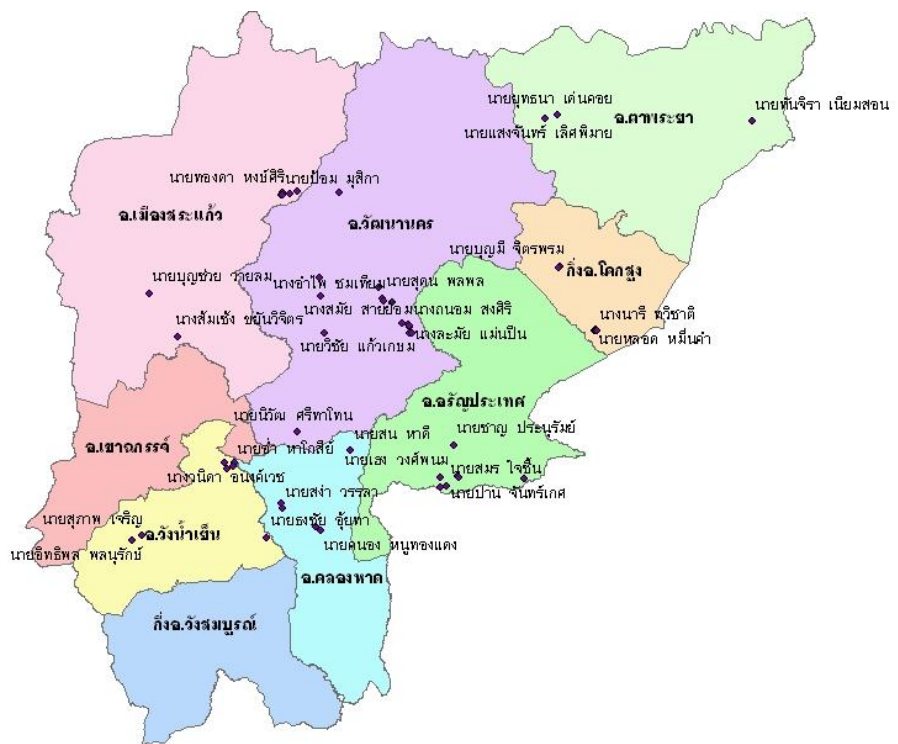 นายยุทธนา เด่นคอย
นายทันจิรา เนียมสอน
อ.ตาพระยา
นายแสงจันทร์ เลิศพิมาย
นายทองดา หงษ์ศิริ
นายป้อม มุสิกา
อ.เมืองสระแก้ว
อ.วัฒนานคร
นายบุญมี จิตรพรม
กิ่งอ.โคกสูง
นายบุญช่วย วายลม
นางอำไพ ชมเทียม
นายสุดน พลพล
นางสมัย สายย้อม
นางถนอม สงศิริ
นางนารี ทวิชาติ
นางส้มเช้ง ขยันวิจิตร
นางละมัย แม่นปืน
นายหลอด หมื่นคำ
นายวิชัย แก้วเกษม
อ.อรัญประเทศ
นายนิวัฒ ศรีทาโทน
นายสน หาดี
นายชาญ ประนุรัมย์
อ.เขาฉกรรจ์
นายช่ำ หาโกสีย์
นายเฮง วงศ์พนม
นางวนิดา อนงค์เวช
นายสมร ใจชื้น
นายสง่า วรรลา
นายปาน จันทร์เกศ
นายสุภาพ เจริญ
อ.วังน้ำเย็น
นายธงชัย อุ้ยทา
นายอิทธิพล พลนุรักษ์
นายคนอง หนูทองแดง
อ.คลองหาด
กิ่งอ.วังสมบูรณ์